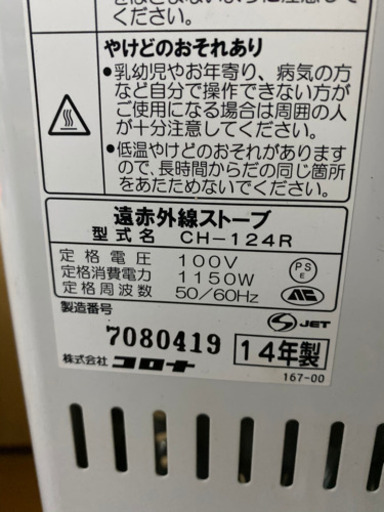 ください。
やけどのおそれあり
●乳幼児やお年寄り、病気の方
など自分で操作できない方が
ご使用になる場合は周囲の人
が十分注意してください。
●低温やけどのおそれがあります
ので、長時間からだの同じ箇所
をあたためないでください。
遠赤外線ストーブ
型式名 CH-124R
定格電圧 100V
定格消費電力 1150W
定格周波数 50/60Hz
PS
E
製造番号
JET
7080419
14年製
株式会社 コロナ
167-00